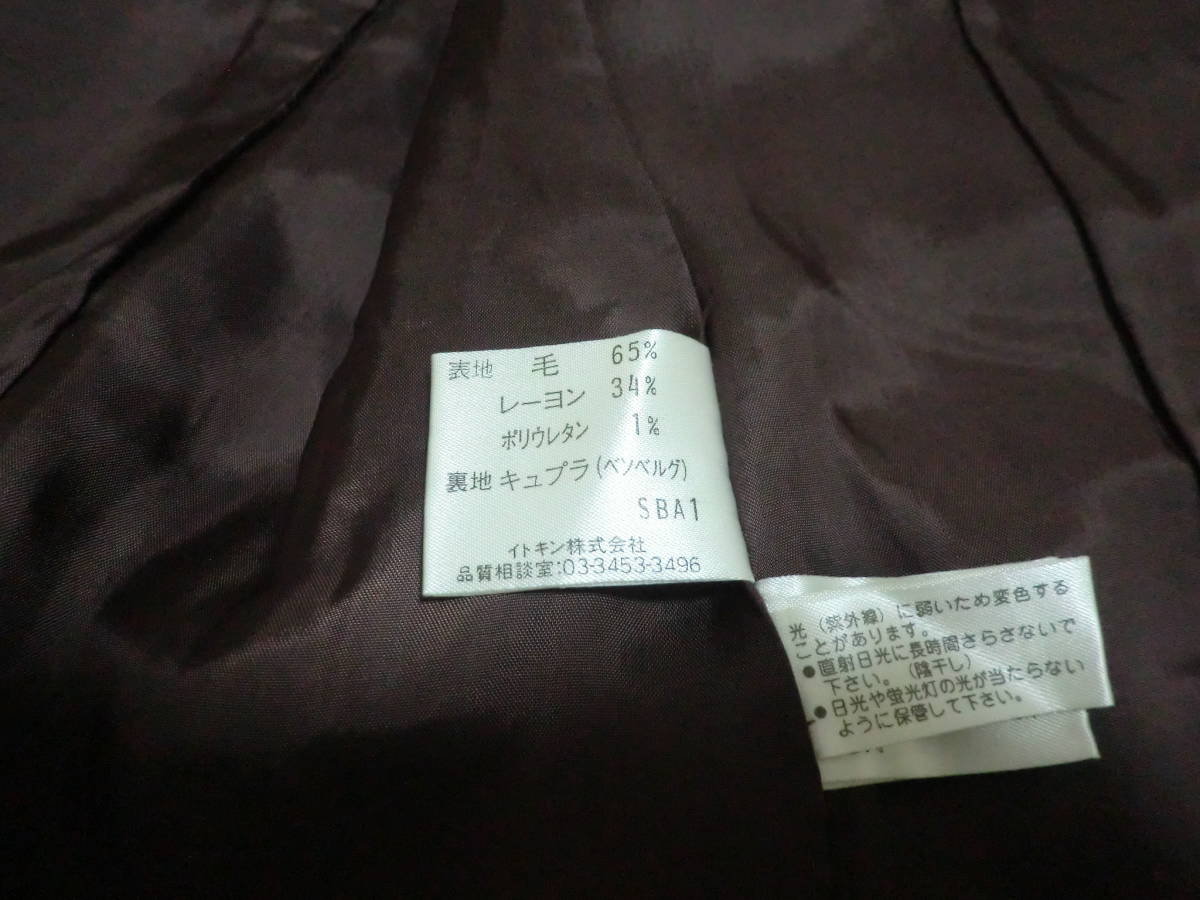 表地 毛 65%
レーヨン 34%
ポリウレタン 1%
裏地 キュプラ(ベンベルグ)
SBA1
イトキン株式会社
品質相談室:03-3453-3496
光(紫外線)に弱いため変色する
ことがあります。
●直射日光に長時間さらさないで
下さい。(陰干し)
●日光や蛍光灯の光が当たらない
ように保管して下さい。